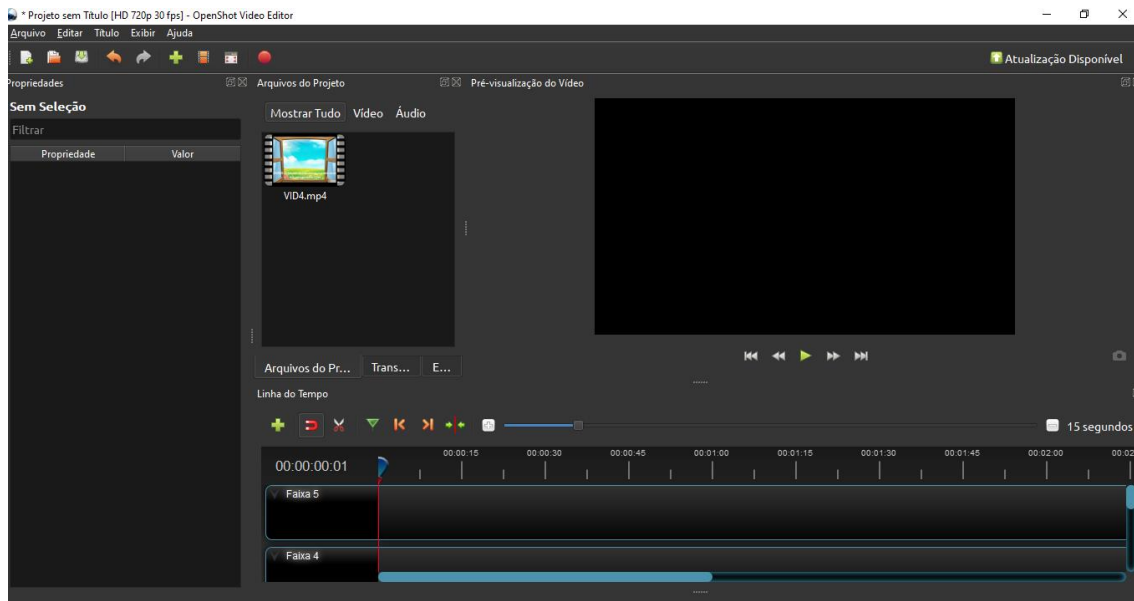 * Projeto sem Título [HD 720p 30 fps] - OpenShot Video Editor
Arquivo Editar Título Exibir Ajuda
Atualização Disponível
Propriedades
Arquivos do Projeto
Pré-visualização do Vídeo
Sem Seleção
Filtrar
Propriedade Valor
Mostrar Tudo Vídeo Áudio
VID4.mp4
Arquivos do Pr... Trans... E...
Linha do Tempo
15 segundos
00:00:00:01
00:00:15 00:00:30 00:00:45 00:01:00 00:01:15 00:01:30 00:01:45 00:02:00 00:02
Faixa 5
Faixa 4